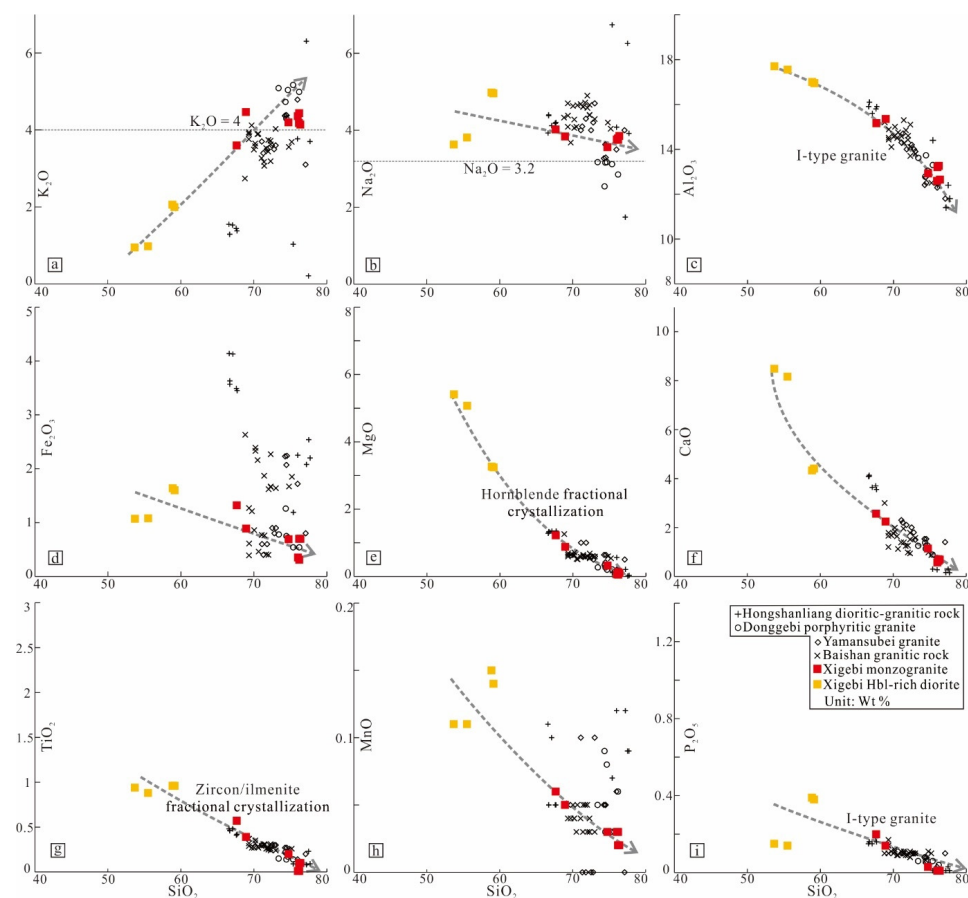 K₂O
6
4
2
0
K₂O = 4
a
40
50
60
70
80
Na₂O
6
4
2
0
Na₂O = 3.2
b
40
50
60
70
80
Al₂O₃
18
16
14
12
10
I-type granite
c
40
50
60
70
80
Fe₂O₃
5
4
3
2
1
0
d
40
50
60
70
80
MgO
8
6
4
2
0
Hornblende fractional
crystallization
e
40
50
60
70
80
CaO
10
8
6
4
2
0
f
40
50
60
70
80
TiO₂
3
2.5
2
1.5
1
0.5
0
Zircon/ilmenite
fractional crystallization
g
40
50
60
70
80
SiO₂
MnO
0.2
0.1
0
h
40
50
60
70
80
SiO₂
P₂O₅
1.4
1.2
0.8
0.4
0
+Hongshanliang dioritic-granitic rock
○Donggebi porphyritic granite
◇Yamansubei granite
×Baishan granitic rock
■Xigebi monzogranite
■Xigebi Hbl-rich diorite
Unit: Wt %
I-type granite
i
40
50
60
70
80
SiO₂